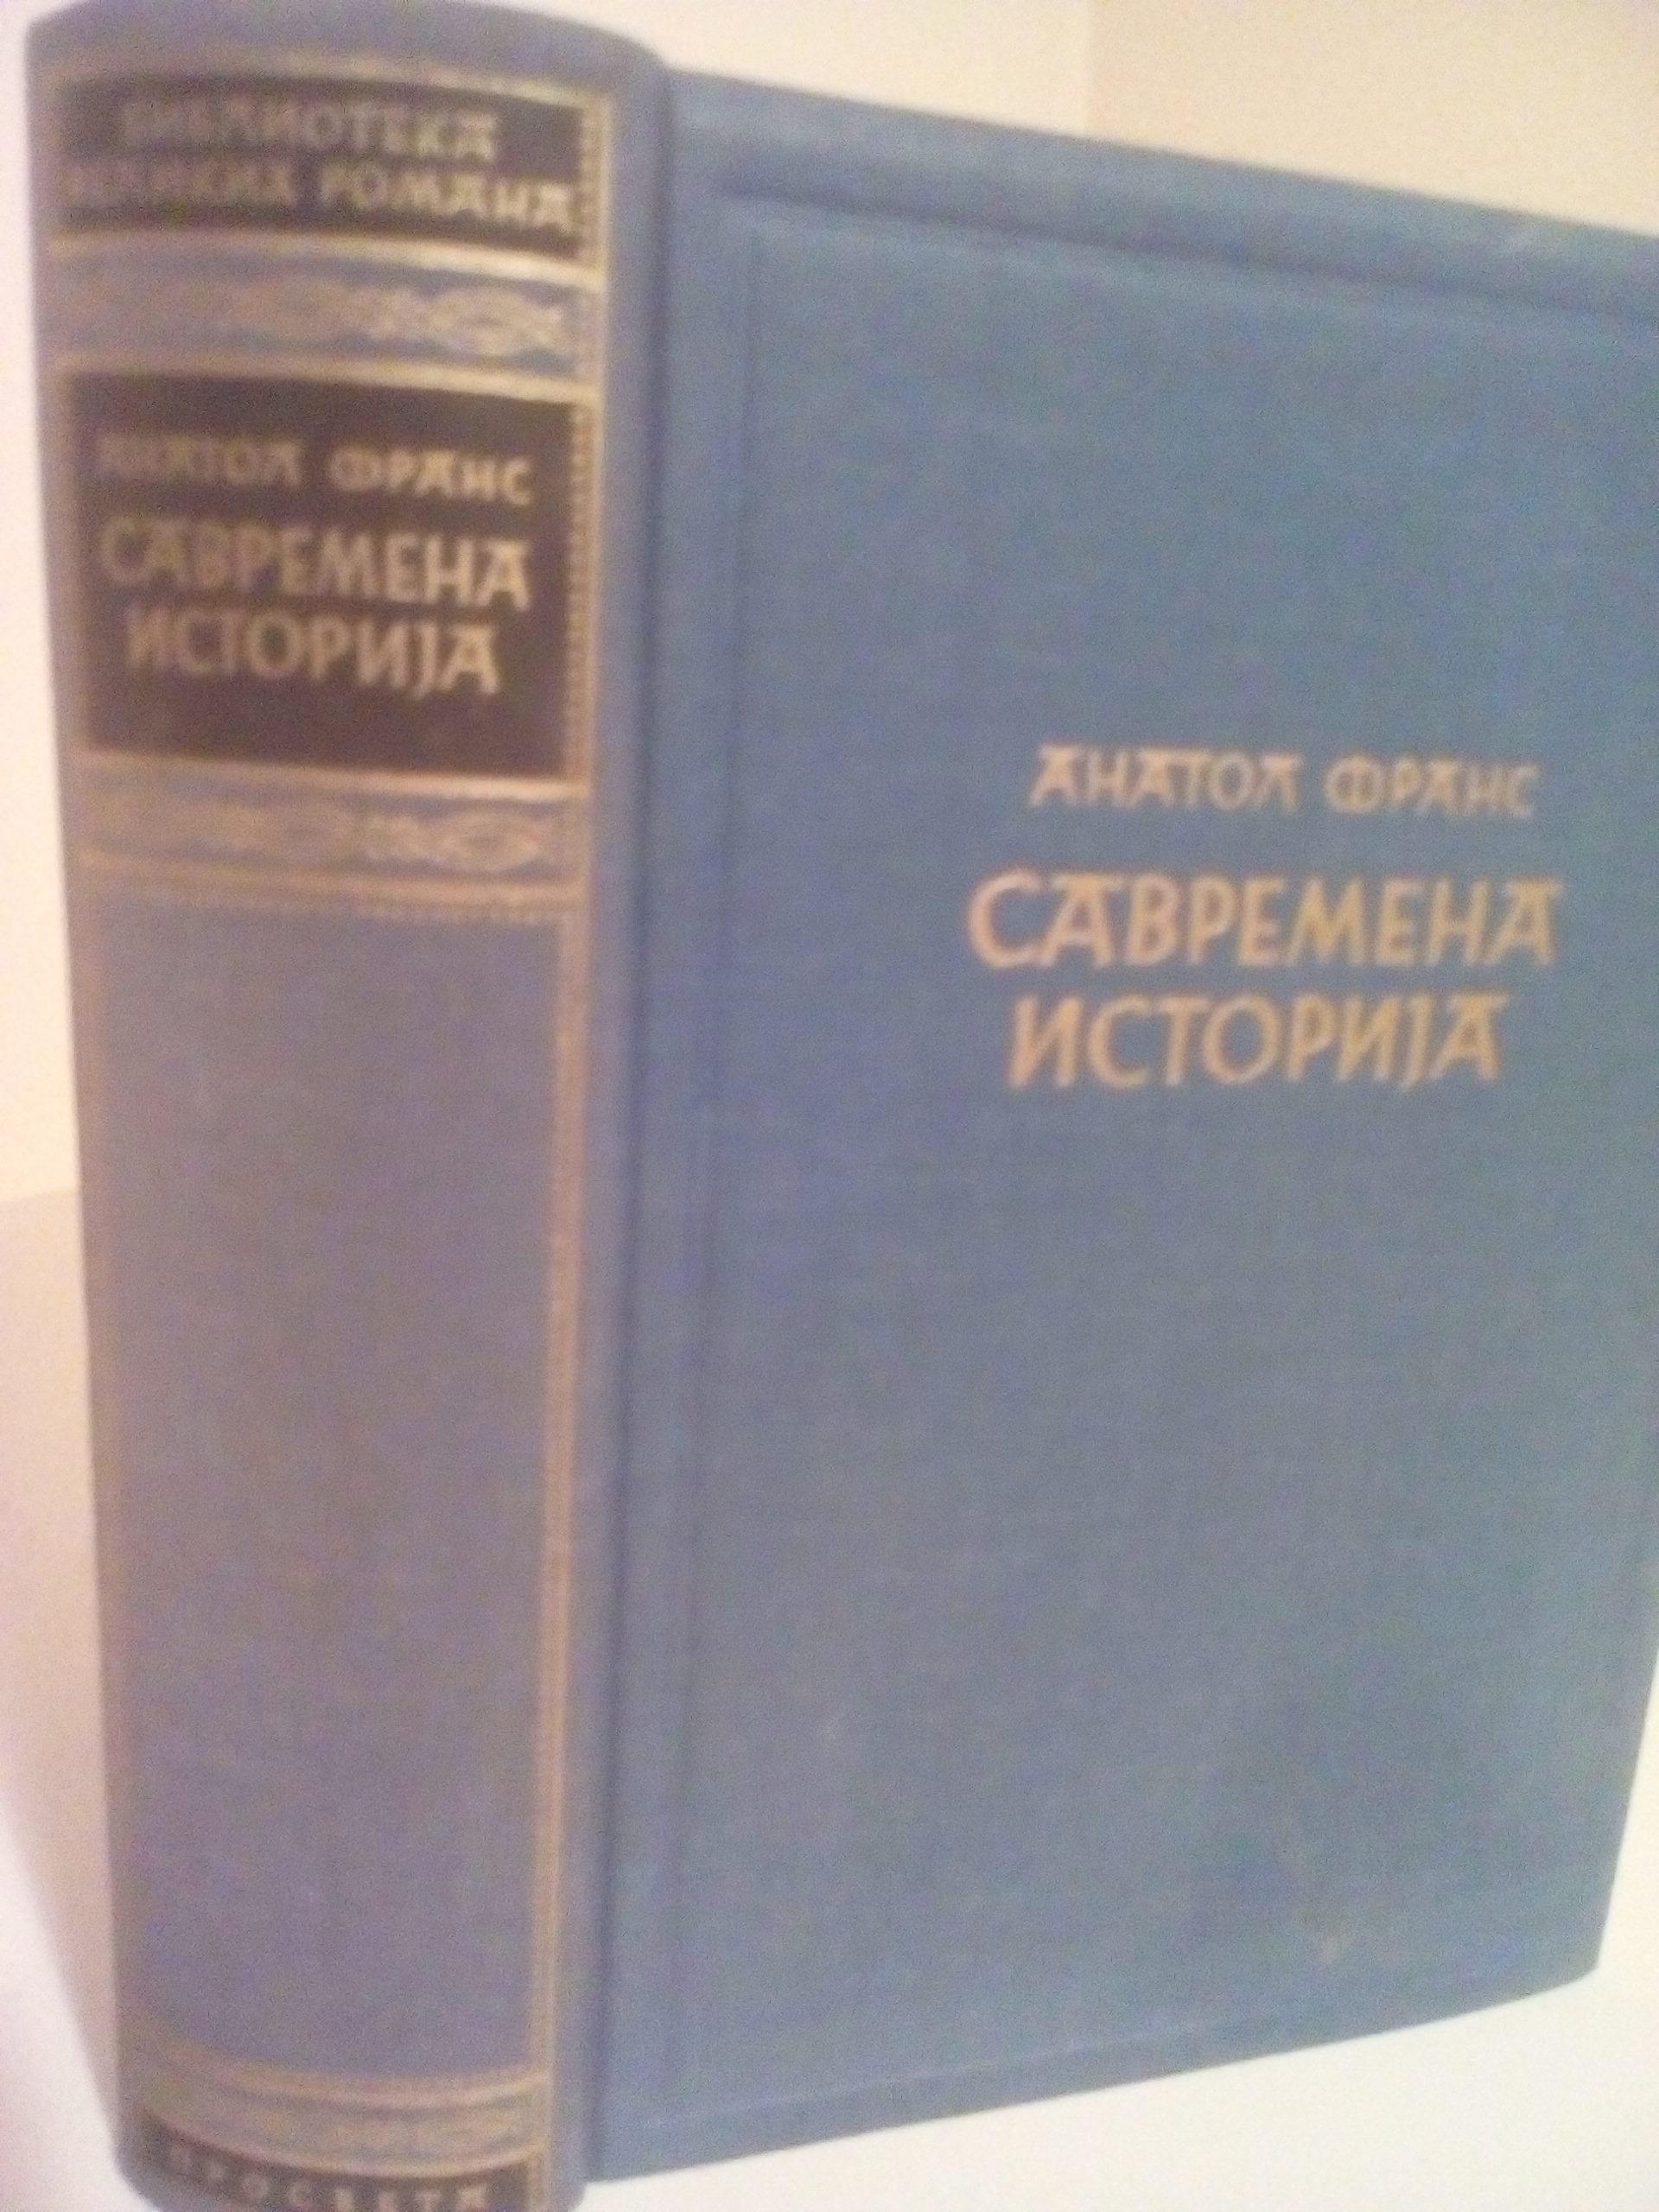 БИБЛИОТЕКА
ВЕЛИКИХ РОМАНА
АНАТОЛ ФРАНС
САВРЕМЕНА
ИСТОРИЈА
ПРОСВЕТА
АНАТОЛ ФРАНС
САВРЕМЕНА
ИСТОРИЈА